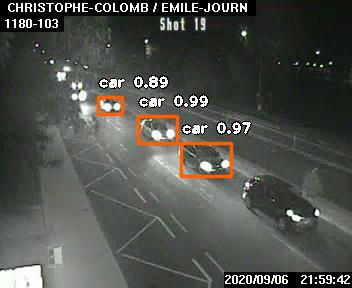 CHRISTOPHE-COLOMB / EMILE-JOURN
1180-103
Shot 19
car 0.89
car 0.99
car 0.97
2020/09/06 21:59:42